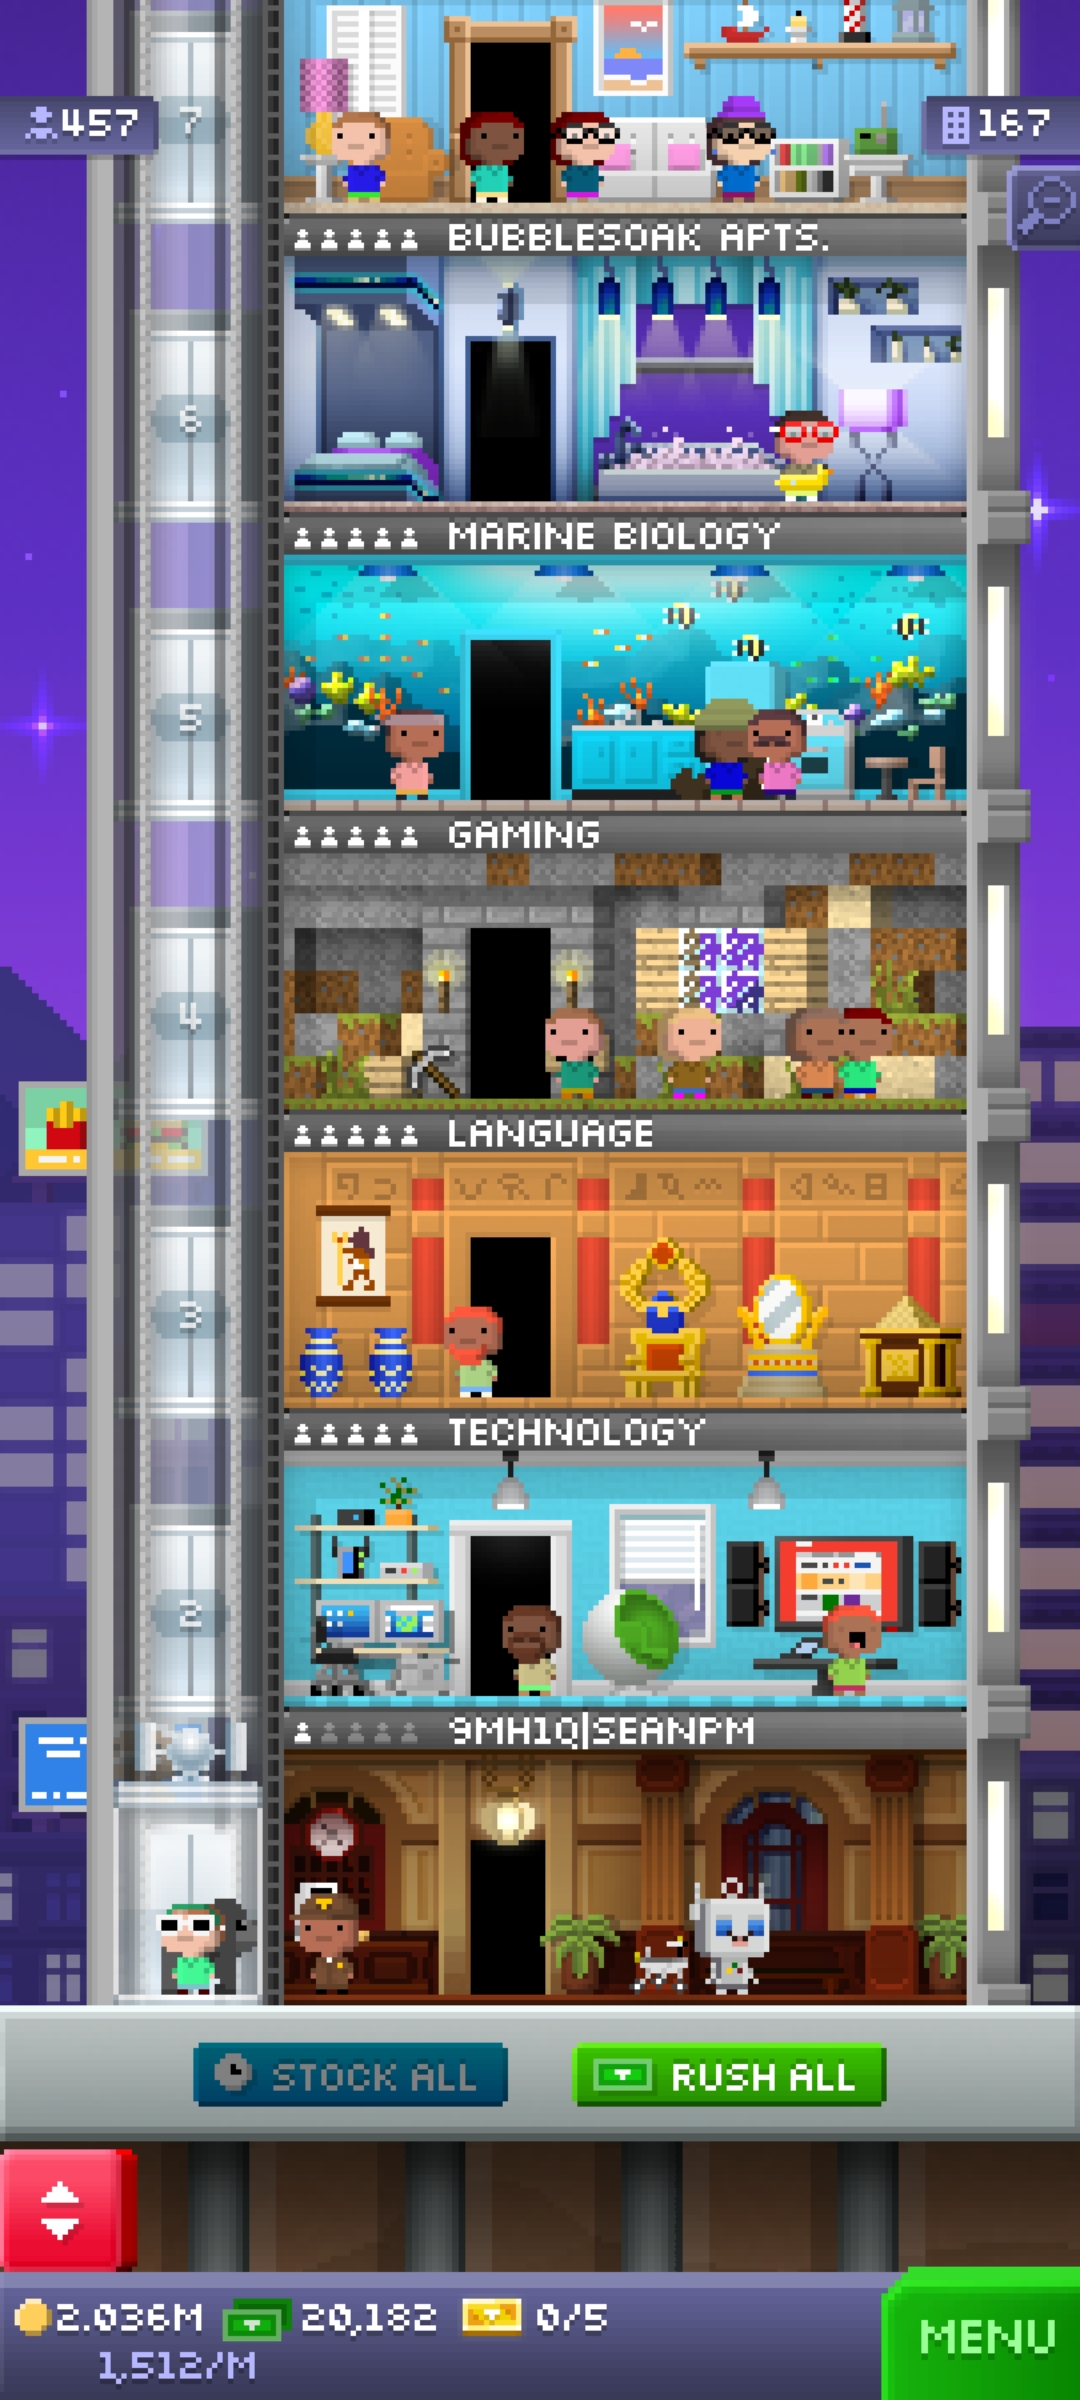 7
457
167
BUBBLESOAK APTS.
6
MARINE BIOLOGY
5
GAMING
4
LANGUAGE
3
TECHNOLOGY
2
9MH1Q|SEANPM
STOCK ALL
RUSH ALL
2.036M 20,182 0/5
1,512/M
MENU